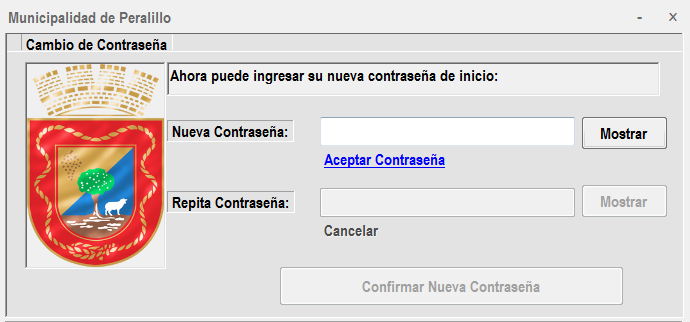 Municipalidad de Peralillo
Cambio de Contraseña
Ahora puede ingresar su nueva contraseña de inicio:
Nueva Contraseña:
Mostrar
Aceptar Contraseña
Repita Contraseña:
Mostrar
Cancelar
Confirmar Nueva Contraseña